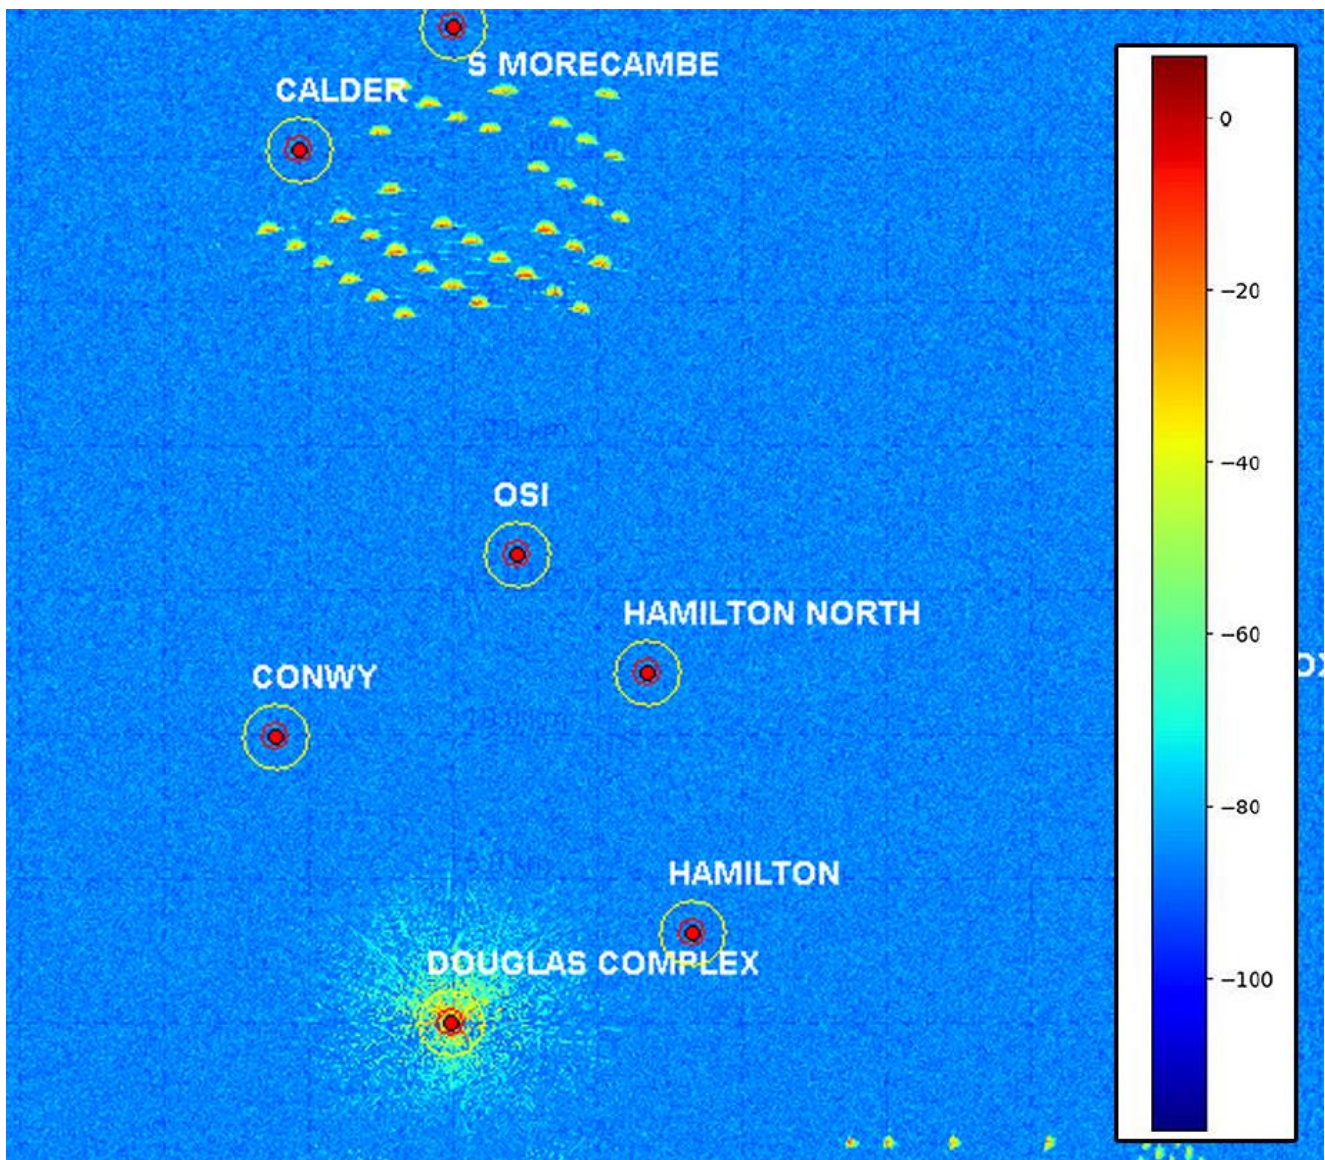 S MORECAMBE
CALDER
0
-20
-40
OSI
HAMILTON NORTH
-60
CONWY
-80
HAMILTON
DOUGLAS COMPLEX
-100